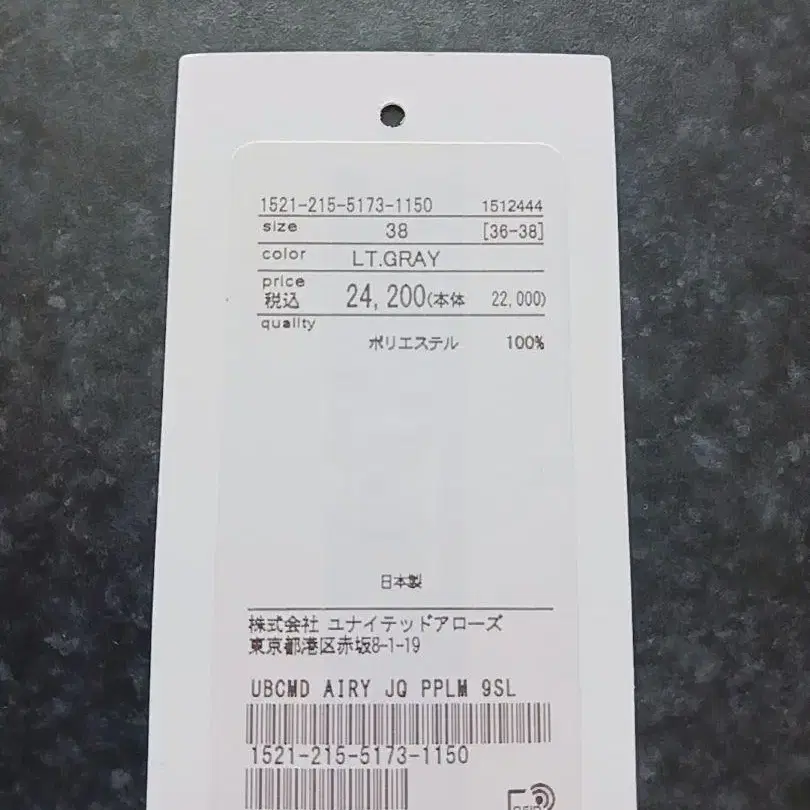 1521-215-5173-1150 1512444
size 38 [36-38]
color LT.GRAY
price
税込 24,200(本体 22,000)
quality
ポリエステル 100%
日本製
株式会社 ユナイテッドアローズ
東京都港区赤坂8-1-19
UBCMD AIRY JQ PPLM 9SL
1521-215-5173-1150